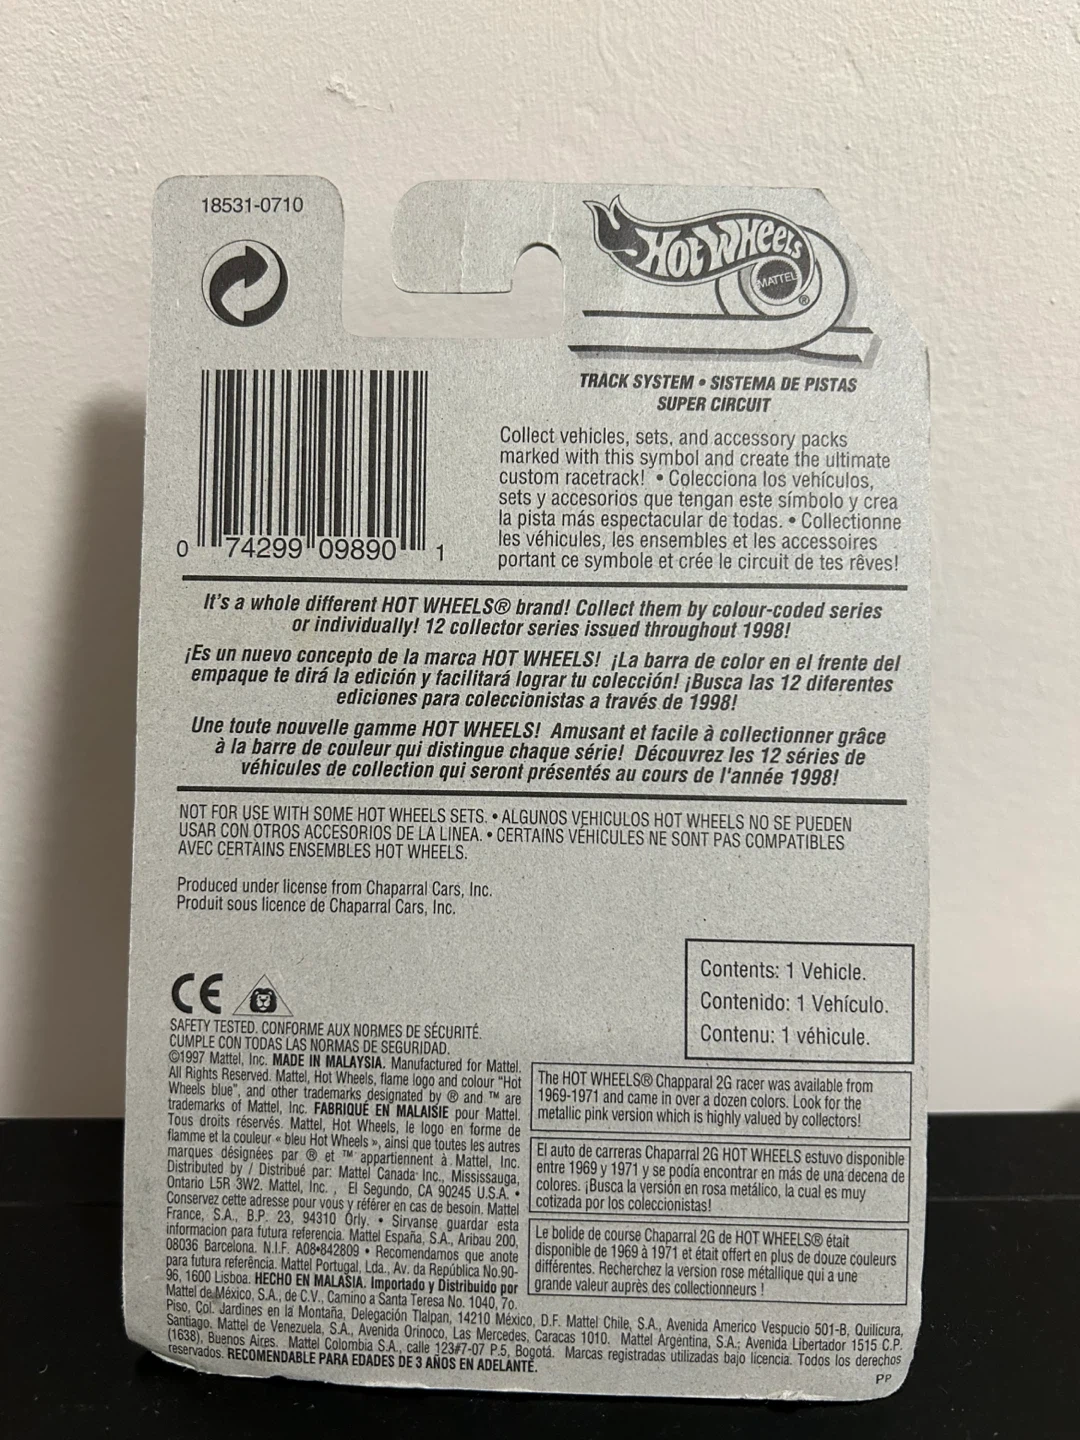 18531-0710
HOT WHEELS
MATTEL
®
TRACK SYSTEM • SISTEMA DE PISTAS
SUPER CIRCUIT
Collect vehicles, sets, and accessory packs
marked with this symbol and create the ultimate
custom racetrack! • Colecciona los vehículos,
sets y accesorios que tengan este símbolo y crea
la pista más espectacular de todas. • Collectionne
les véhicules, les ensembles et les accessoires
portant ce symbole et crée le circuit de tes rêves!
0 74299 09890 1
It's a whole different HOT WHEELS® brand! Collect them by colour-coded series
or individually! 12 collector series issued throughout 1998!
¡Es un nuevo concepto de la marca HOT WHEELS! ¡La barra de color en el frente del
empaque te dirá la edición y facilitará lograr tu colección! ¡Busca las 12 diferentes
ediciones para coleccionistas a través de 1998!
Une toute nouvelle gamme HOT WHEELS! Amusant et facile à collectionner grâce
à la barre de couleur qui distingue chaque série! Découvrez les 12 séries de
véhicules de collection qui seront présentés au cours de l'année 1998!
NOT FOR USE WITH SOME HOT WHEELS SETS. • ALGUNOS VEHICULOS HOT WHEELS NO SE PUEDEN
USAR CON OTROS ACCESORIOS DE LA LINEA. • CERTAINS VÉHICULES NE SONT PAS COMPATIBLES
AVEC CERTAINS ENSEMBLES HOT WHEELS.
Produced under license from Chaparral Cars, Inc.
Produit sous licence de Chaparral Cars, Inc.
Contents: 1 Vehicle.
Contenido: 1 Vehículo.
Contenu: 1 véhicule.
CE
SAFETY TESTED. CONFORME AUX NORMES DE SÉCURITÉ.
CUMPLE CON TODAS LAS NORMAS DE SEGURIDAD.
©1997 Mattel, Inc. MADE IN MALAYSIA. Manufactured for Mattel.
All Rights Reserved. Mattel, Hot Wheels, flame logo and colour "Hot
Wheels blue", and other trademarks designated by ® and ™ are
trademarks of Mattel, Inc. FABRIQUÉ EN MALAISIE pour Mattel.
Tous droits réservés. Mattel, Hot Wheels, le logo en forme de
flamme et la couleur « bleu Hot Wheels », ainsi que toutes les autres
marques désignées par ® et ™ appartiennent à Mattel, Inc.
Distributed by / Distribué par: Mattel Canada Inc., Mississauga,
Ontario L5R 3W2. Mattel, Inc. , El Segundo, CA 90245 U.S.A. •
Conservez cette adresse pour vous y référer en cas de besoin. Mattel
France, S.A., B.P. 23, 94310 Orly. • Sirvanse guardar esta
informacion para futura referencia. Mattel España, S.A., Aribau 200,
08036 Barcelona. N.I.F. A08•842809 • Recomendamos que anote
para futura referência. Mattel Portugal, Lda., Av. da República No.90-
96, 1600 Lisboa. HECHO EN MALASIA. Importado y Distribuido por
Mattel de México, S.A., de C.V., Camino a Santa Teresa No. 1040, 7o.
Piso, Col. Jardines en la Montaña, Delegación Tlalpan, 14210 México, D.F. Mattel Chile, S.A., Avenida Americo Vespucio 501-B, Quilicura,
Santiago. Mattel de Venezuela, S.A., Avenida Orinoco, Las Mercedes, Caracas 1010. Mattel Argentina, S.A.; Avenida Libertador 1515 C.P.
(1638), Buenos Aires. Mattel Colombia S.A., calle 123#7-07 P.5, Bogotá. Marcas registradas utilizadas bajo licencia. Todos los derechos
reservados. RECOMENDABLE PARA EDADES DE 3 AÑOS EN ADELANTE.
The HOT WHEELS® Chapparal 2G racer was available from
1969-1971 and came in over a dozen colors. Look for the
metallic pink version which is highly valued by collectors!
El auto de carreras Chaparral 2G HOT WHEELS estuvo disponible
entre 1969 y 1971 y se podía encontrar en más de una decena de
colores. ¡Busca la versión en rosa metálico, la cual es muy
cotizada por los coleccionistas!
Le bolide de course Chaparral 2G de HOT WHEELS® était
disponible de 1969 à 1971 et était offert en plus de douze couleurs
différentes. Recherchez la version rose métallique qui a une
grande valeur auprès des collectionneurs !
PP